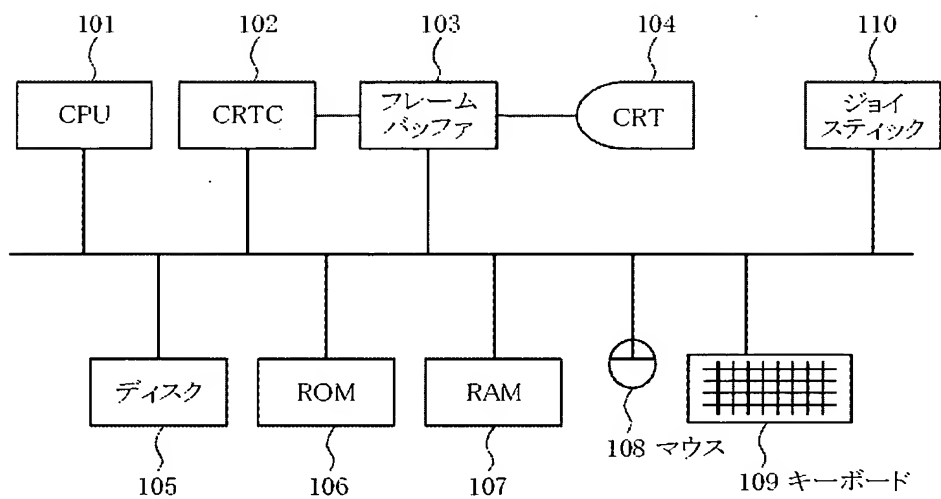 101
102
103
104
110
CPU
CRTC
フレーム
バッファ
CRT
ジョイ
スティック
ディスク
ROM
RAM
108 マウス
105
106
107
109 キーボード